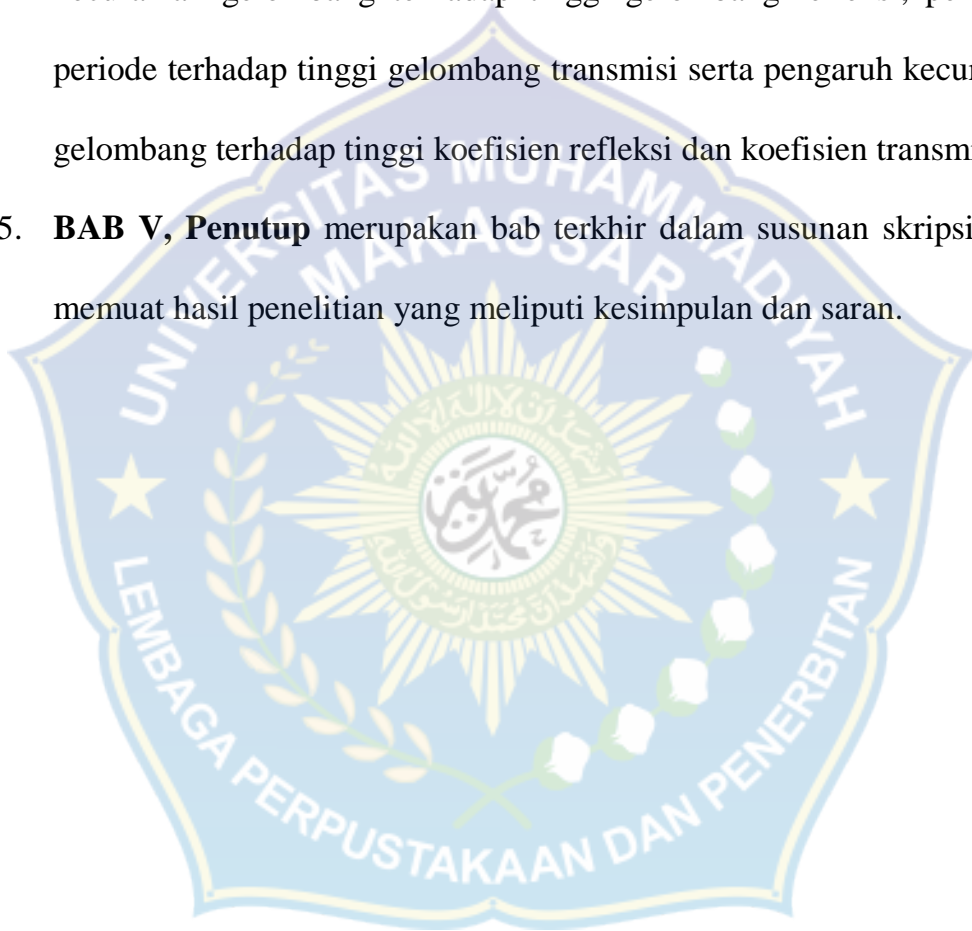 periode terhadap tinggi gelombang transmisi serta pengaruh
gelombang terhadap tinggi koefisien refleksi dan koefisien
5. BAB V, Penutup merupakan bab terkhir dalam susunan skripsi
memuat hasil penelitian yang meliputi kesimpulan dan saran.
UNIVERSITAS MUHAMMADIYAH
MAKASSAR
LEMBAGA PERPUSTAKAAN DAN PENERBITAN